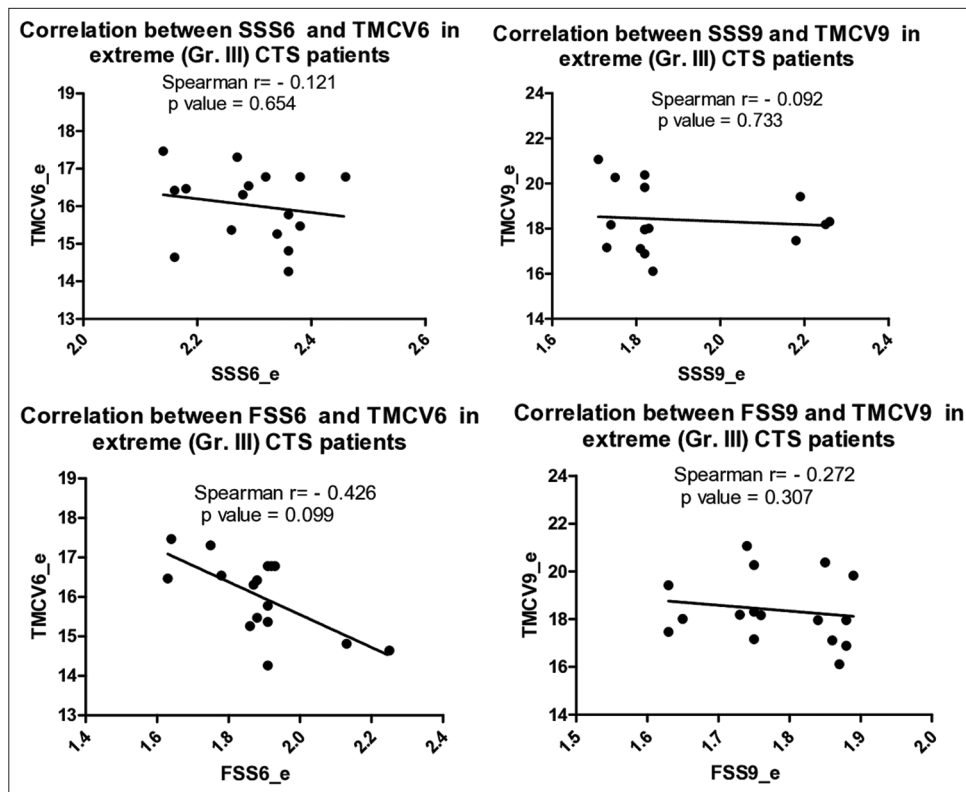 Correlation between SSS6 and TMCV6 in
extreme (Gr. III) CTS patients
Spearman r= - 0.121
p value = 0.654
19
18
17
16
15
14
13
TMCV6_e
2.0
2.2
2.4
2.6
SSS6_e
Correlation between SSS9 and TMCV9 in
extreme (Gr. III) CTS patients
Spearman r= - 0.092
p value = 0.733
24
22
20
18
16
14
TMCV9_e
1.6
1.8
2.0
2.2
2.4
SSS9_e
Correlation between FSS6 and TMCV6 in
extreme (Gr. III) CTS patients
Spearman r= - 0.426
p value = 0.099
19
18
17
16
15
14
13
TMCV6_e
1.4
1.6
1.8
2.0
2.2
2.4
FSS6_e
Correlation between FSS9 and TMCV9 in
extreme (Gr. III) CTS patients
Spearman r= - 0.272
p value = 0.307
24
22
20
18
16
14
TMCV9_e
1.5
1.6
1.7
1.8
1.9
2.0
FSS9_e